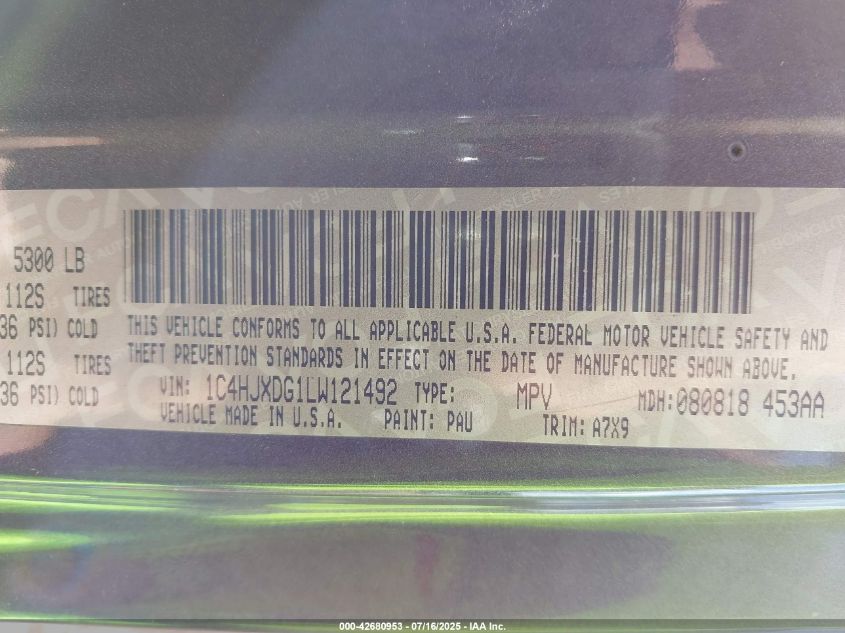 5300 LB
112S TIRES
36 PSI) COLD
112S TIRES
36 PSI) COLD
THIS VEHICLE CONFORMS TO ALL APPLICABLE U.S.A. FEDERAL MOTOR VEHICLE SAFETY AND
THEFT PREVENTION STANDARDS IN EFFECT ON THE DATE OF MANUFACTURE SHOWN ABOVE.
VIN: 1C4HJXDG1LW121492 TYPE: MPV MDH: 080818 453AA
VEHICLE MADE IN U.S.A. PAINT: PAU TRIM: A7X9
000-42680953 - 07/16/2025 - IAA Inc.